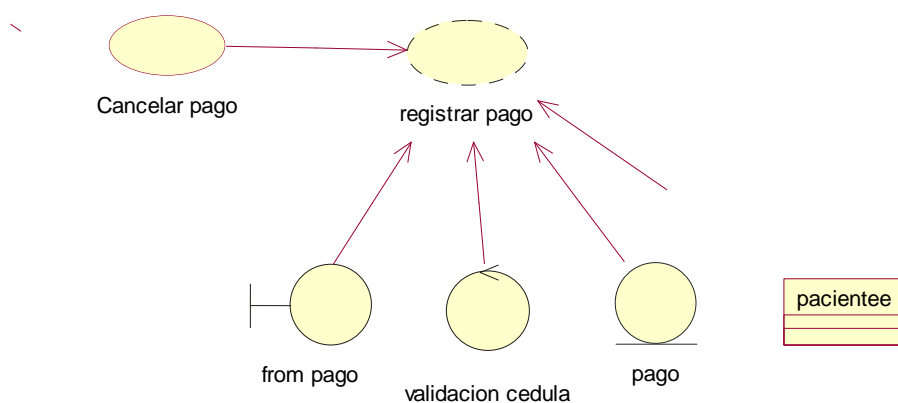 Cancelar pago
registrar pago
from pago
validacion cedula
pago
pacientee